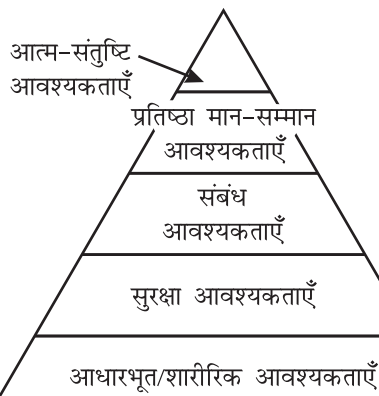 आत्म-संतुष्टि
आवश्यकताएँ
प्रतिष्ठा मान-सम्मान
आवश्यकताएँ
संबंध
आवश्यकताएँ
सुरक्षा आवश्यकताएँ
आधारभूत/शारीरिक आवश्यकताएँ